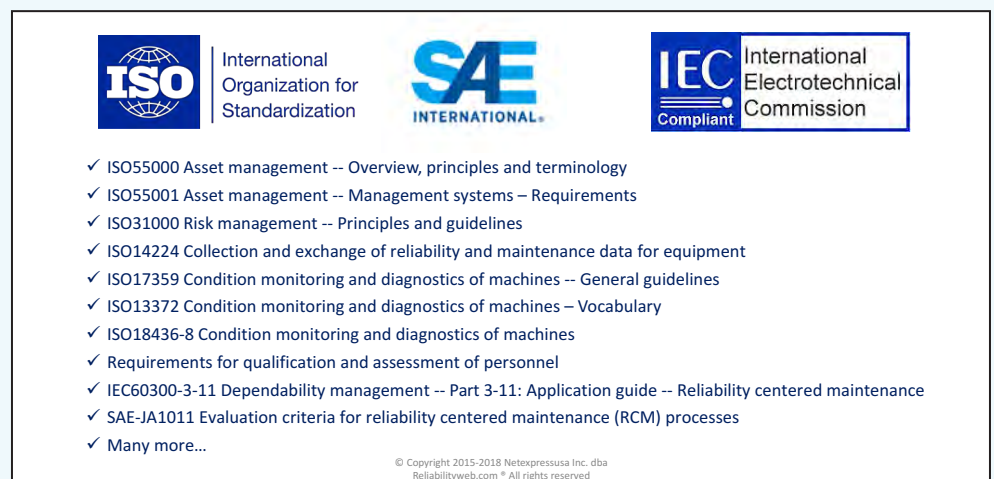 ISO
International
Organization for
Standardization
SAE
INTERNATIONAL®
IEC
Compliant
International
Electrotechnical
Commission
✓ ISO55000 Asset management -- Overview, principles and terminology
✓ ISO55001 Asset management -- Management systems – Requirements
✓ ISO31000 Risk management -- Principles and guidelines
✓ ISO14224 Collection and exchange of reliability and maintenance data for equipment
✓ ISO17359 Condition monitoring and diagnostics of machines -- General guidelines
✓ ISO13372 Condition monitoring and diagnostics of machines – Vocabulary
✓ ISO18436-8 Condition monitoring and diagnostics of machines
✓ Requirements for qualification and assessment of personnel
✓ IEC60300-3-11 Dependability management -- Part 3-11: Application guide -- Reliability centered maintenance
✓ SAE-JA1011 Evaluation criteria for reliability centered maintenance (RCM) processes
✓ Many more…
© Copyright 2015-2018 Netexpressusa Inc. dba
Reliabilityweb.com ® All rights reserved